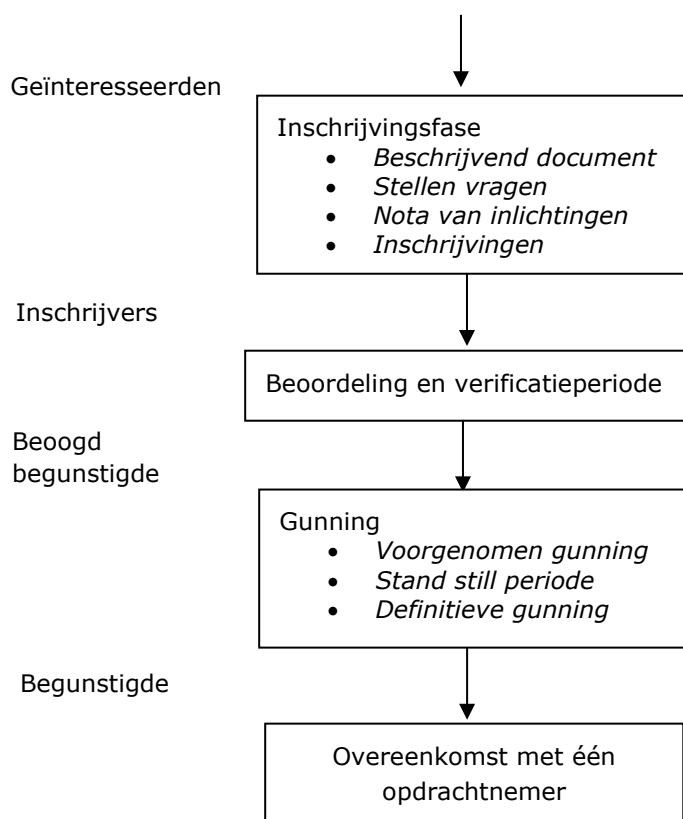 Geïnteresseerden
Inschrijvingsfase
• Beschrijvend document
• Stellen vragen
• Nota van inlichtingen
• Inschrijvingen
Inschrijvers
Beoordeling en verificatieperiode
Beoogd
begunstigde
Gunning
• Voorgenomen gunning
• Stand still periode
• Definitieve gunning
Begunstigde
Overeenkomst met één
opdrachtnemer